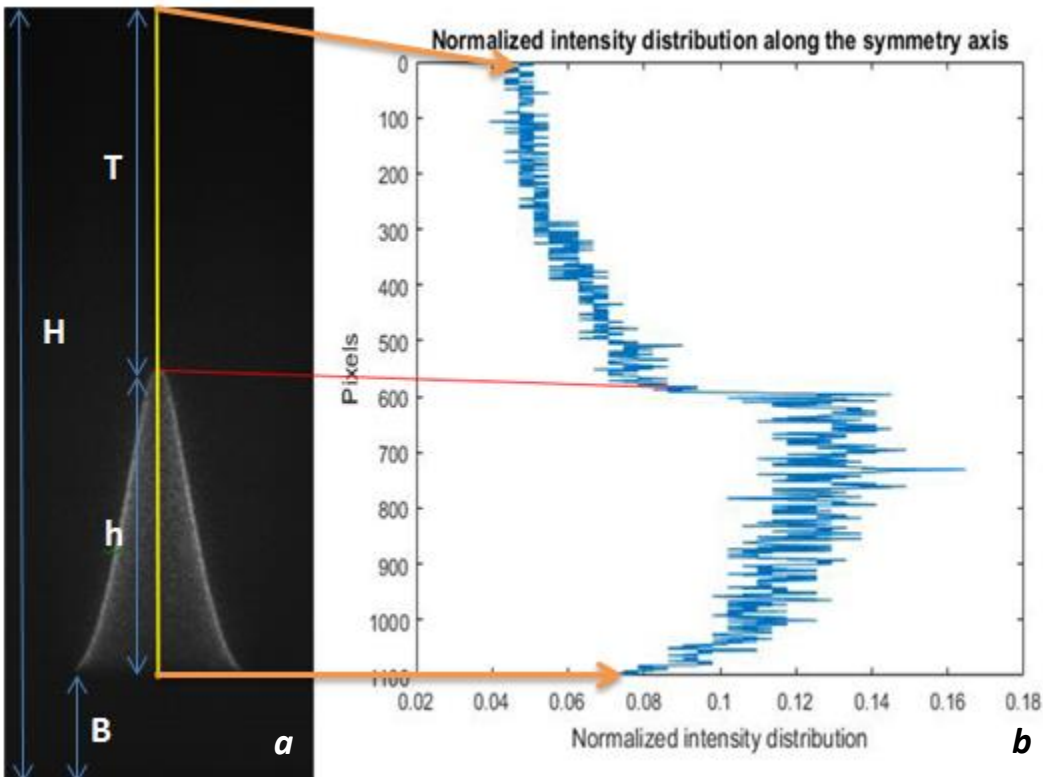 T
H
h
B
a
Normalized intensity distribution along the symmetry axis
0
100
200
300
400
500
600
700
800
900
1000
1100
Pixels
0.02 0.04 0.06 0.08 0.1 0.12 0.14 0.16 0.18
Normalized intensity distribution
b